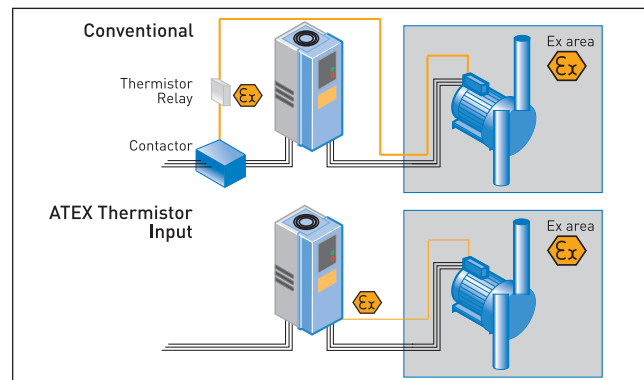 Conventional
Ex area
Ex
Thermistor
Relay
Ex
Contactor
ATEX Thermistor
Input
Ex area
Ex
Ex